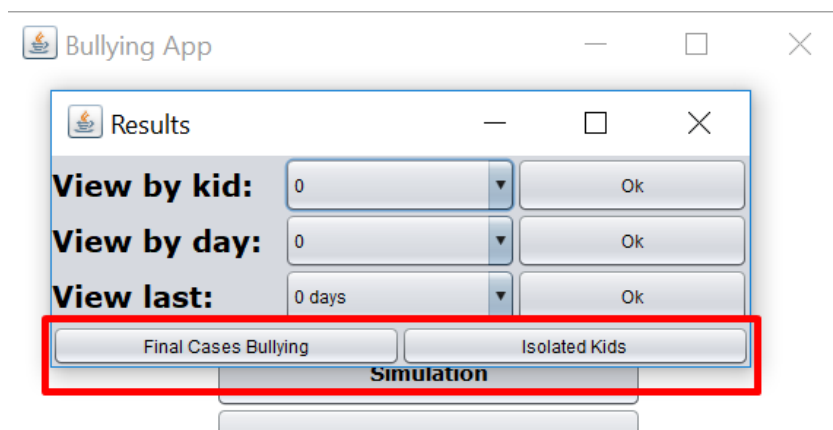 Bullying App
Results
View by kid: 0 Ok
View by day: 0 Ok
View last: 0 days Ok
Final Cases Bullying Isolated Kids
Simulation